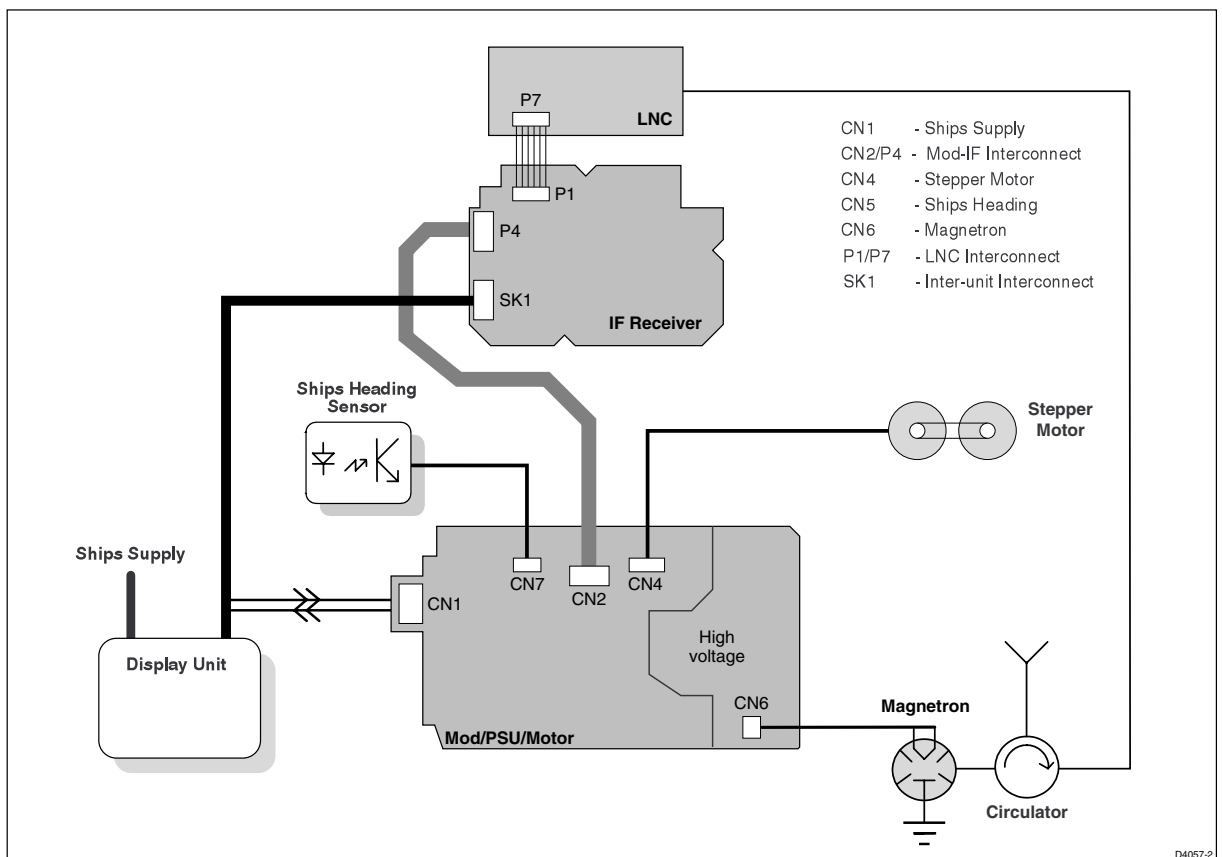 P7
LNC
P1
P4
SK1
IF Receiver
CN1 - Ships Supply
CN2/P4 - Mod-IF Interconnect
CN4 - Stepper Motor
CN5 - Ships Heading
CN6 - Magnetron
P1/P7 - LNC Interconnect
SK1 - Inter-unit Interconnect
Ships Heading
Sensor
Stepper
Motor
Ships Supply
Display Unit
CN1
CN7
CN2
CN4
High
voltage
CN6
Mod/PSU/Motor
Magnetron
Circulator
D4057-2